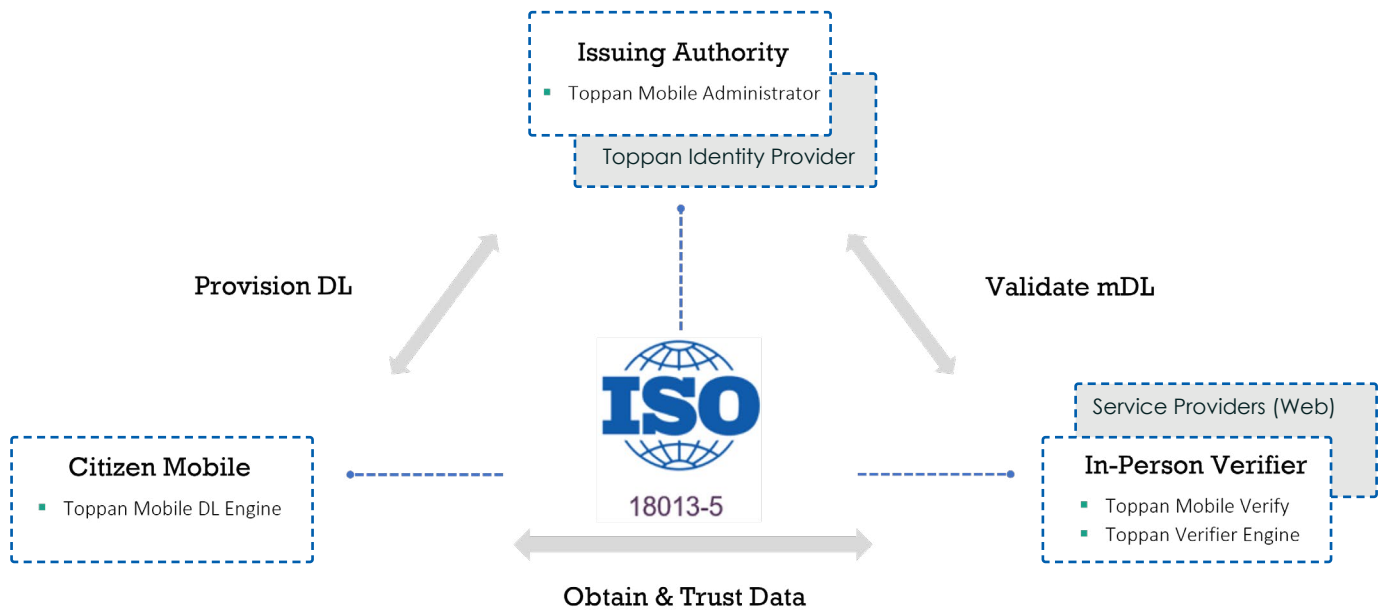 Issuing Authority
Toppan Mobile Administrator
Toppan Identity Provider
Provision DL
Validate mDL
ISO
18013-5
Service Providers (Web)
Citizen Mobile
Toppan Mobile DL Engine
In-Person Verifier
Toppan Mobile Verify
Toppan Verifier Engine
Obtain & Trust Data